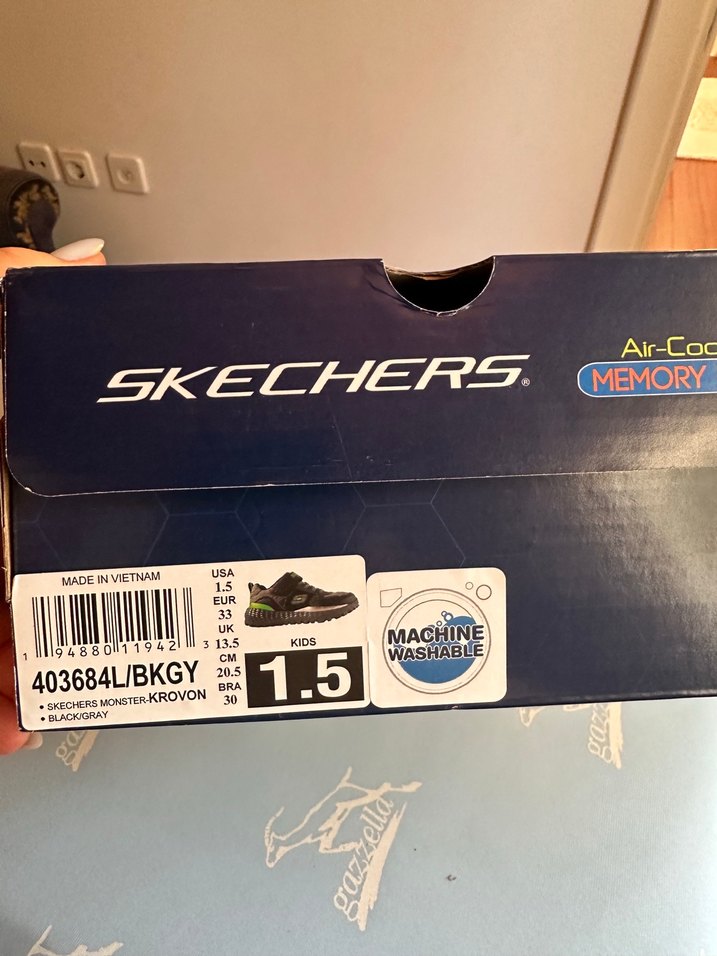 SKECHERS®
Air-Coo
MEMORY
MADE IN VIETNAM
1 94880 11942 3
403684L/BKGY
• SKECHERS MONSTER-KROVON
• BLACK/GRAY
USA
1.5
EUR
33
UK
13.5
CM
20.5
BRA
30
KIDS
1.5
MACHINE
WASHABLE
gazzella